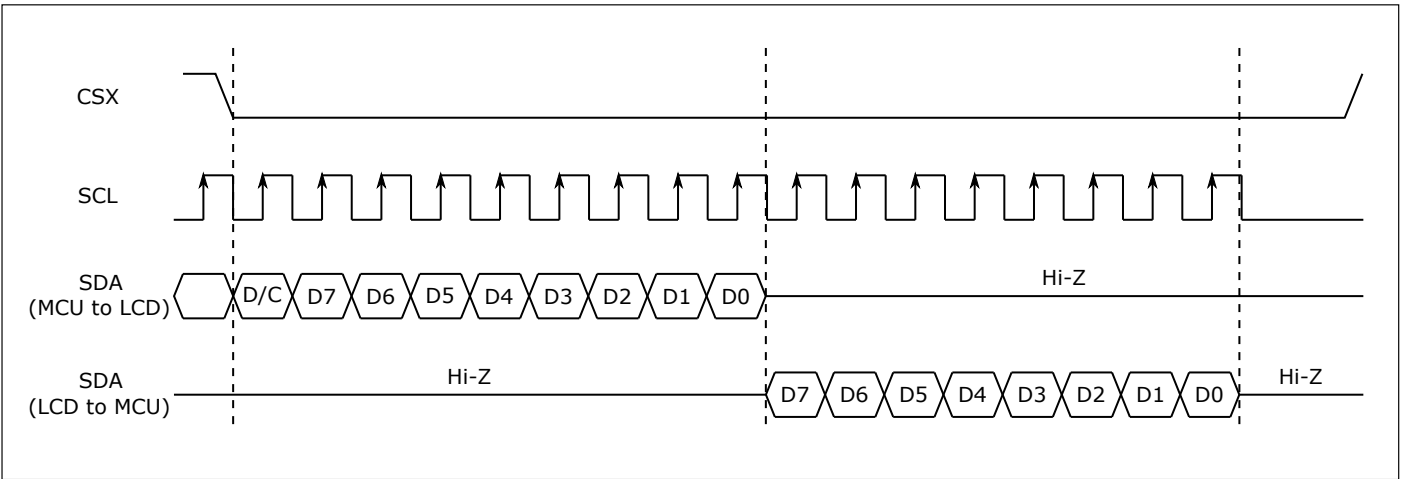 CSX
SCL
SDA
(MCU to LCD)
D/C D7 D6 D5 D4 D3 D2 D1 D0
Hi-Z
SDA
(LCD to MCU)
Hi-Z
D7 D6 D5 D4 D3 D2 D1 D0
Hi-Z